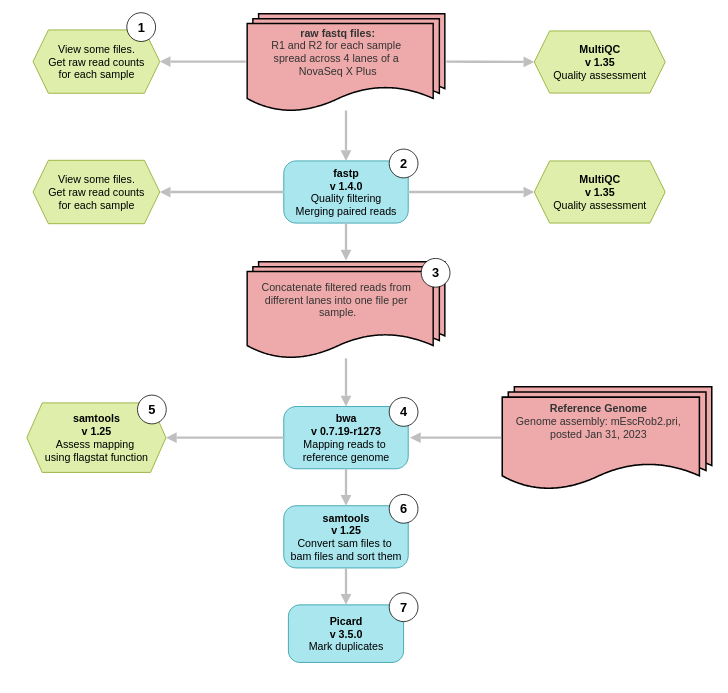 1
View some files.
Get raw read counts
for each sample
raw fastq files:
R1 and R2 for each sample
spread across 4 lanes of a
NovaSeq X Plus
MultiQC
v 1.35
Quality assessment
2
View some files.
Get raw read counts
for each sample
fastp
v 1.4.0
Quality filtering
Merging paired reads
MultiQC
v 1.35
Quality assessment
3
Concatenate filtered reads from
different lanes into one file per
sample.
5
samtools
v 1.25
Assess mapping
using flagstat function
4
bwa
v 0.7.19-r1273
Mapping reads to
reference genome
Reference Genome
Genome assembly: mEscRob2.pri,
posted Jan 31, 2023
6
samtools
v 1.25
Convert sam files to
bam files and sort them
7
Picard
v 3.5.0
Mark duplicates